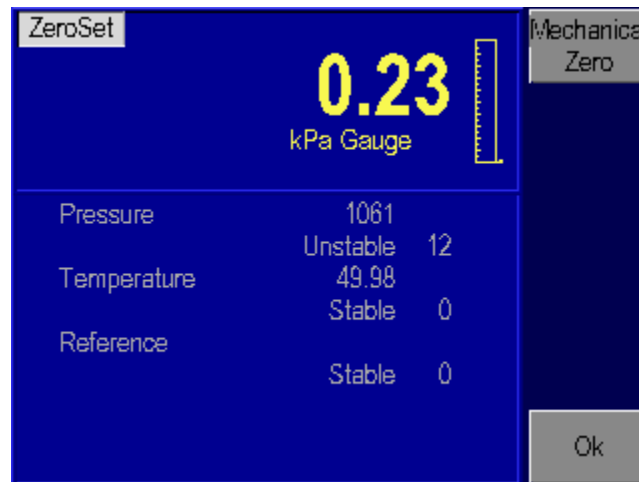 ZeroSet
0.23
kPa Gauge
Pressure 1061
Unstable 12
Temperature 49.98
Stable 0
Reference
Stable 0
Mechanica
Zero
Ok